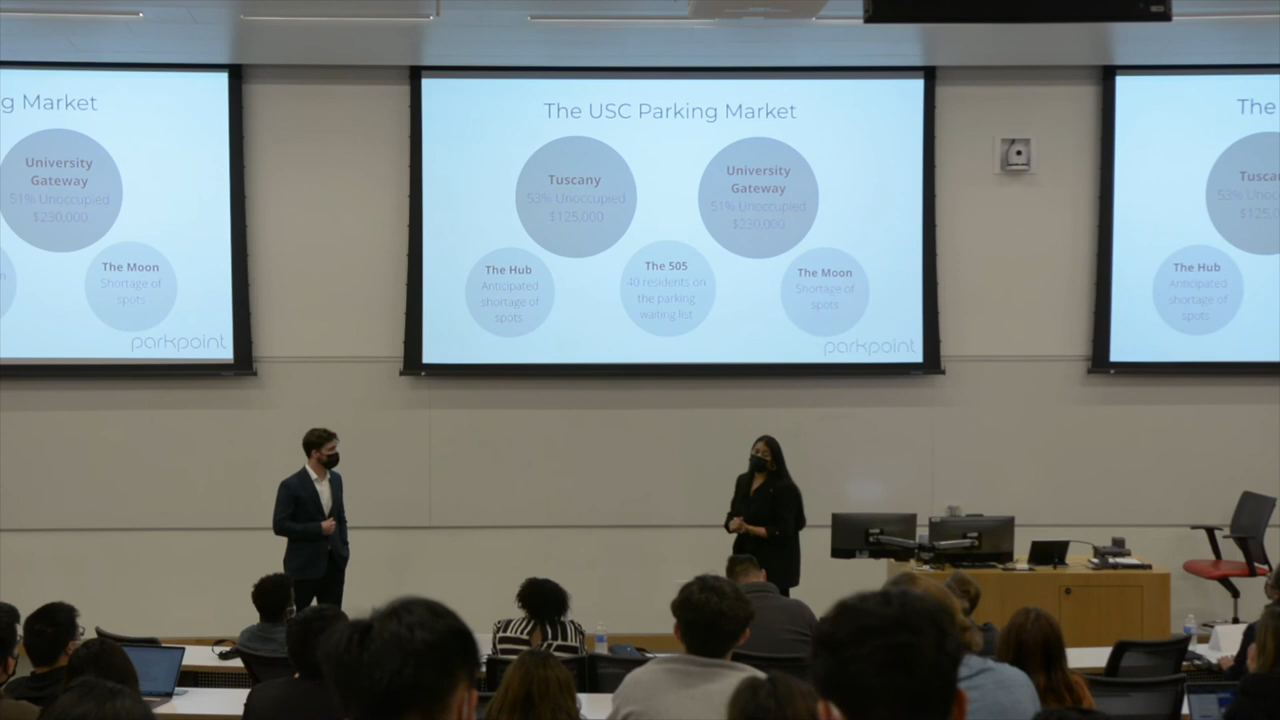 g Market
University
Gateway
51% Unoccupied
$230,000
The Moon
Shortage of
spots
parkpoint
The USC Parking Market
Tuscany
53% Unoccupied
$125,000
University
Gateway
51% Unoccupied
$230,000
The Hub
Anticipated
shortage of
spots
The 505
40 residents on
the parking
waiting list
The Moon
Shortage of
spots
parkpoint
The
Tuscan
53% Unoc
$125,0
The Hub
Anticipated
shortage of
spots